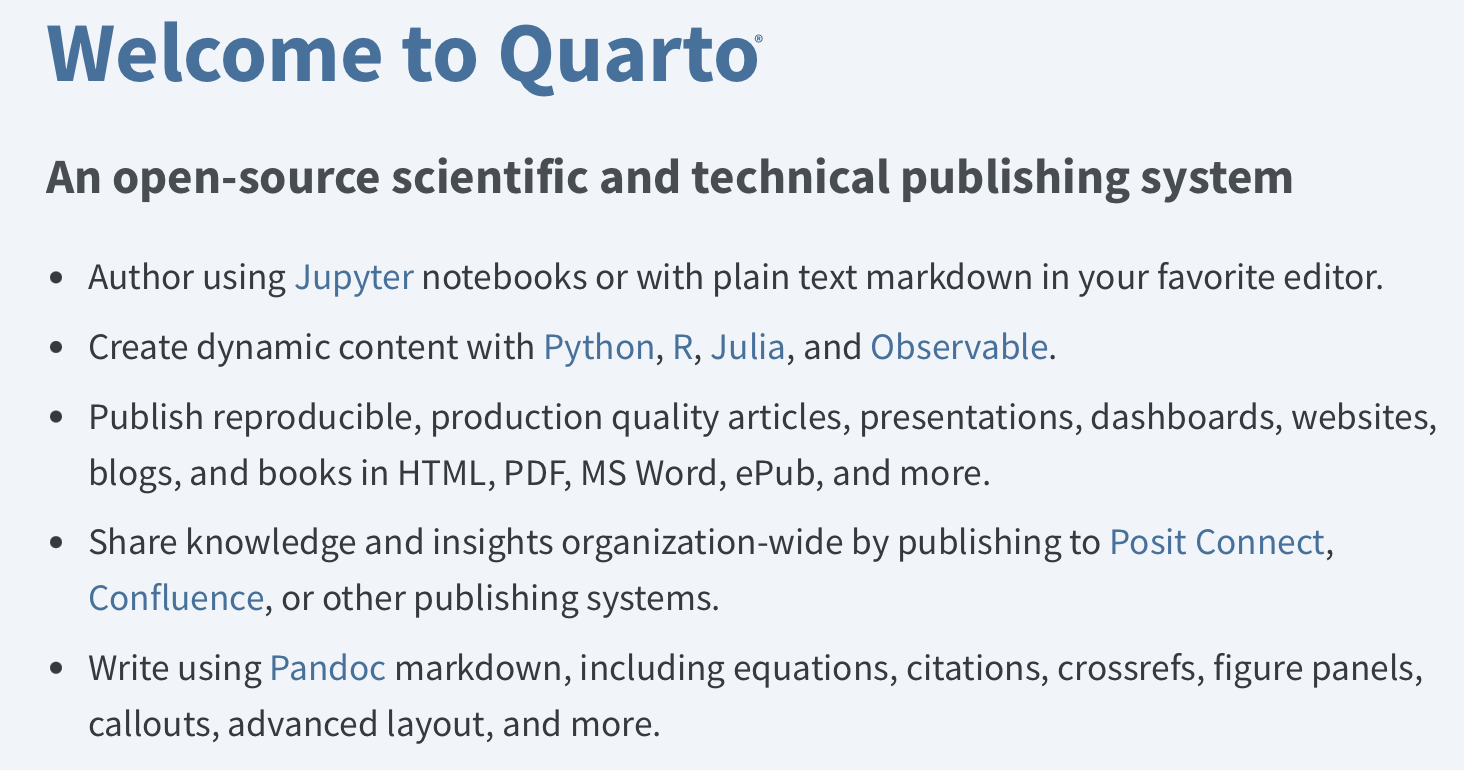 Welcome to Quarto®
An open-source scientific and technical publishing system
• Author using Jupyter notebooks or with plain text markdown in your favorite editor.
• Create dynamic content with Python, R, Julia, and Observable.
• Publish reproducible, production quality articles, presentations, dashboards, websites,
blogs, and books in HTML, PDF, MS Word, ePub, and more.
• Share knowledge and insights organization-wide by publishing to Posit Connect,
Confluence, or other publishing systems.
• Write using Pandoc markdown, including equations, citations, crossrefs, figure panels,
callouts, advanced layout, and more.